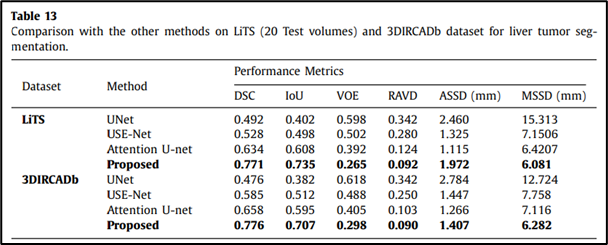 Table 13
Comparison with the other methods on LiTS (20 Test volumes) and 3DIRCADb dataset for liver tumor seg-
mentation.
Dataset Method Performance Metrics
DSC IoU VOE RAVD ASSD (mm) MSSD (mm)
LiTS UNet 0.492 0.402 0.598 0.342 2.460 15.313
USE-Net 0.528 0.498 0.502 0.280 1.325 7.1506
Attention U-net 0.634 0.608 0.392 0.124 1.115 6.4207
Proposed 0.771 0.735 0.265 0.092 1.972 6.081
3DIRCADb UNet 0.476 0.382 0.618 0.342 2.784 12.724
USE-Net 0.585 0.512 0.488 0.250 1.447 7.758
Attention U-net 0.658 0.595 0.405 0.103 1.266 7.116
Proposed 0.776 0.707 0.298 0.090 1.407 6.282